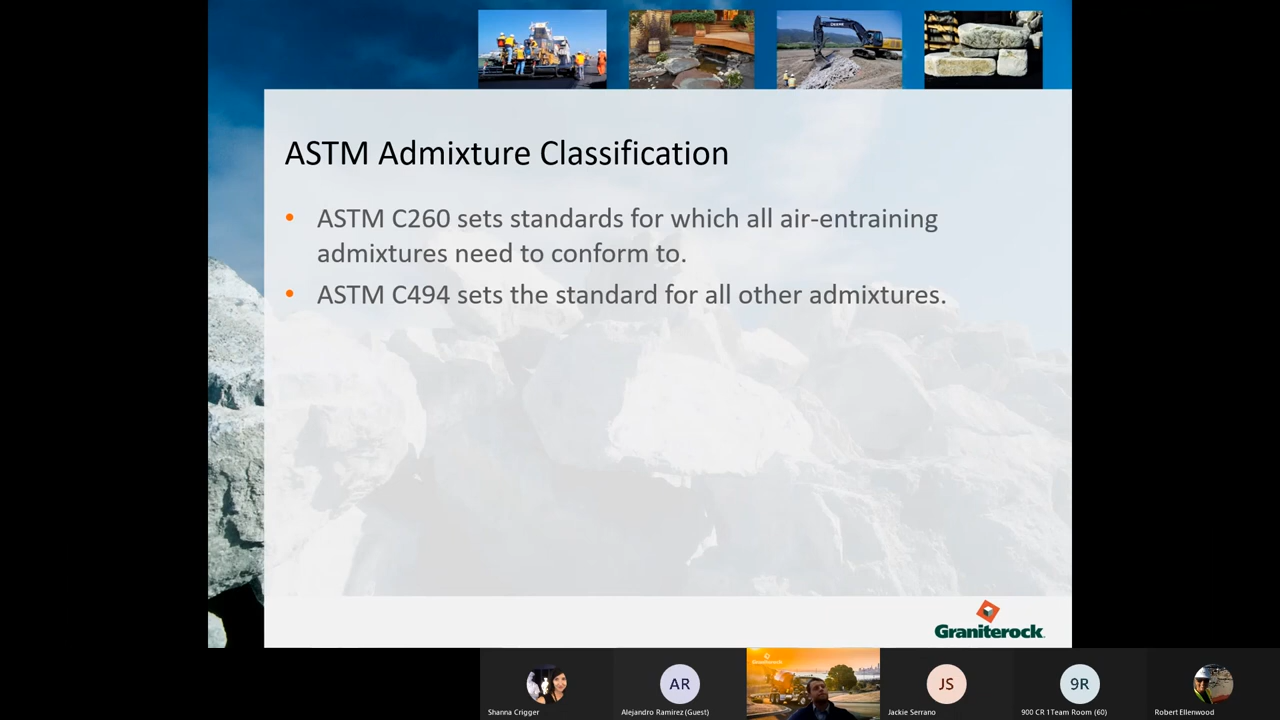 ASTM Admixture Classification
• ASTM C260 sets standards for which all air-entraining
admixtures need to conform to.
• ASTM C494 sets the standard for all other admixtures.
Graniterock
Graniterock
AR
JS
9R
Shanna Crigger
Alejandro Ramirez (Guest)
Jackie Serrano
900 CR 1Team Room (60)
Robert Ellenwood